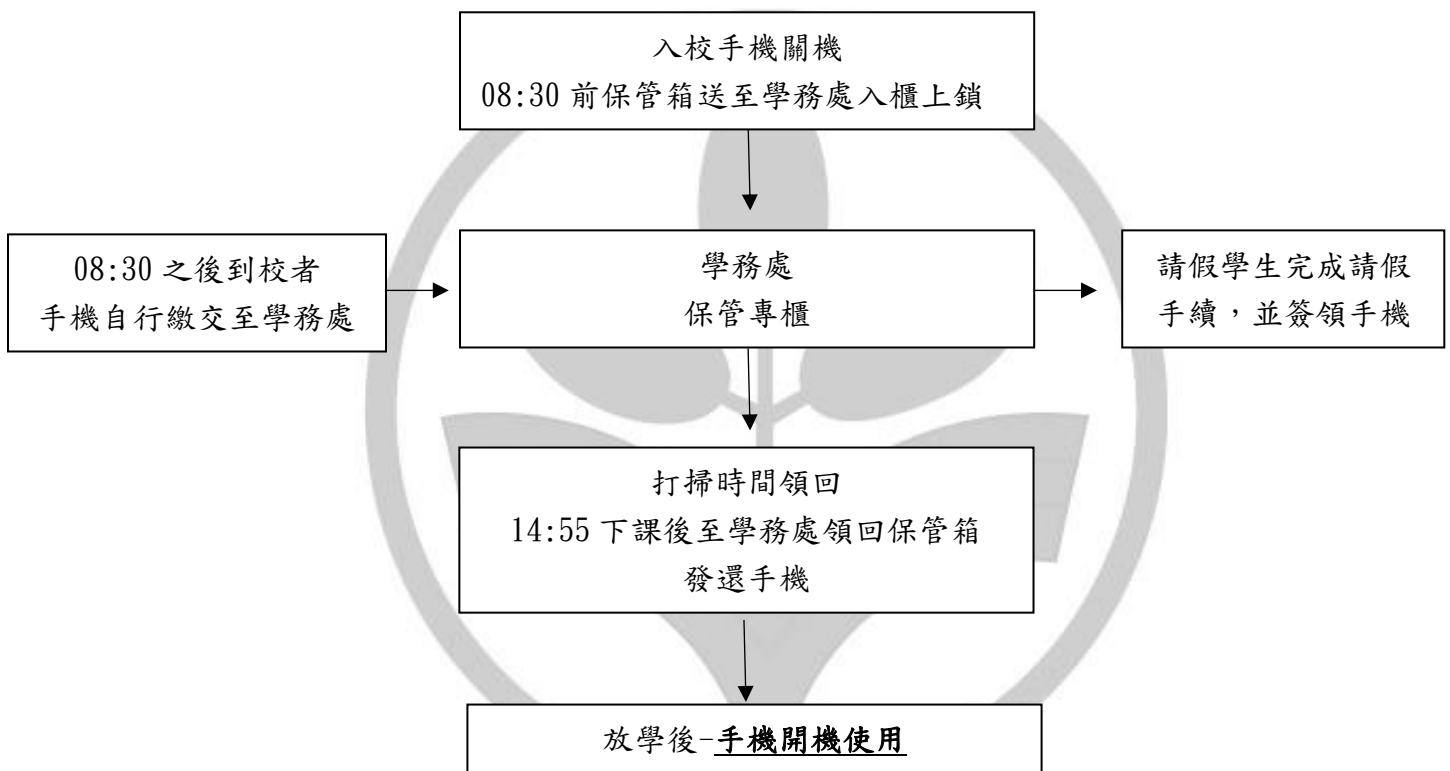 入校手機關機
08:30 前保管箱送至學務處入櫃上鎖
08:30 之後到校者
手機自行繳交至學務處
學務處
保管專櫃
請假學生完成請假
手續，並簽領手機
打掃時間領回
14:55 下課後至學務處領回保管箱
發還手機
放學後-手機開機使用